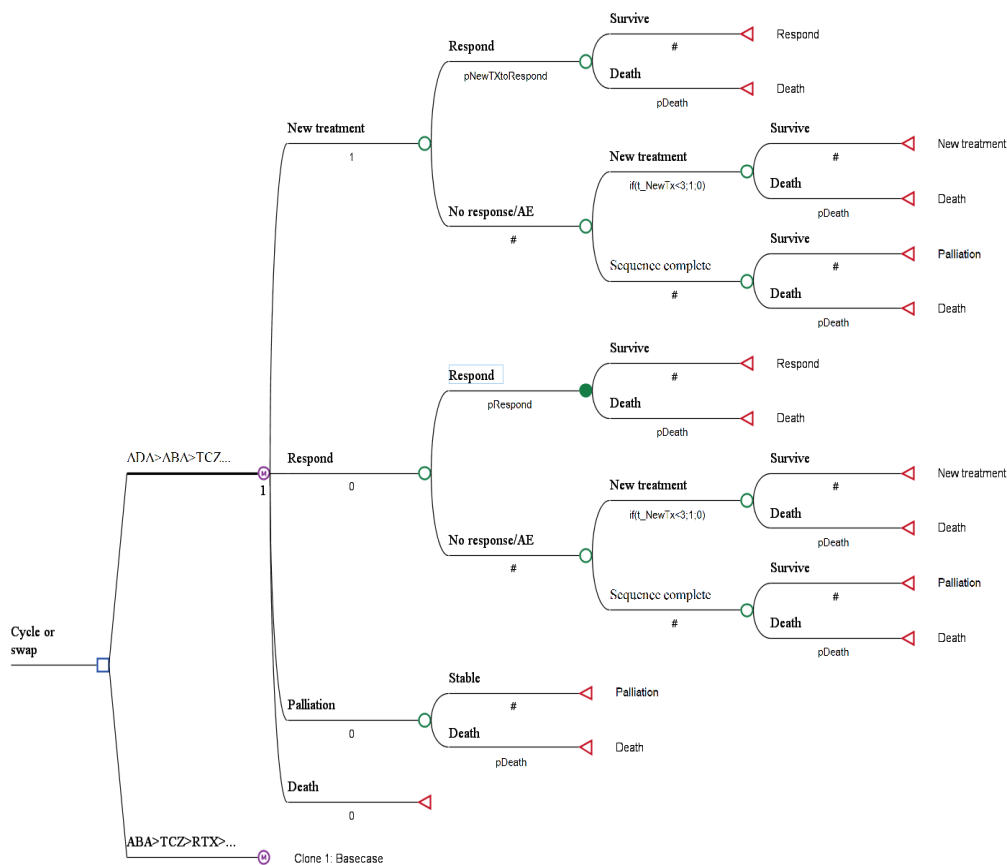 Survive
#
Respond
Respond
pNewTXtoRespond
Death
pDeath
Death
New treatment
1
Survive
#
New treatment
New treatment
if(t_NewTx<3;1;0)
Death
pDeath
Death
No response/AE
#
Survive
#
Palliation
Sequence complete
#
Death
pDeath
Death
Survive
#
Respond
Respond
pRespond
Death
pDeath
Death
ADA>ABA>TCZ...
1
Respond
0
Survive
#
New treatment
New treatment
if(t_NewTx<3;1;0)
Death
pDeath
Death
No response/AE
#
Survive
#
Palliation
Sequence complete
#
Death
pDeath
Death
Cycle or
swap
Stable
#
Palliation
Palliation
0
Death
pDeath
Death
Death
0
ABA>TCZ>RTX>...
Clone 1: Basecase
M
M